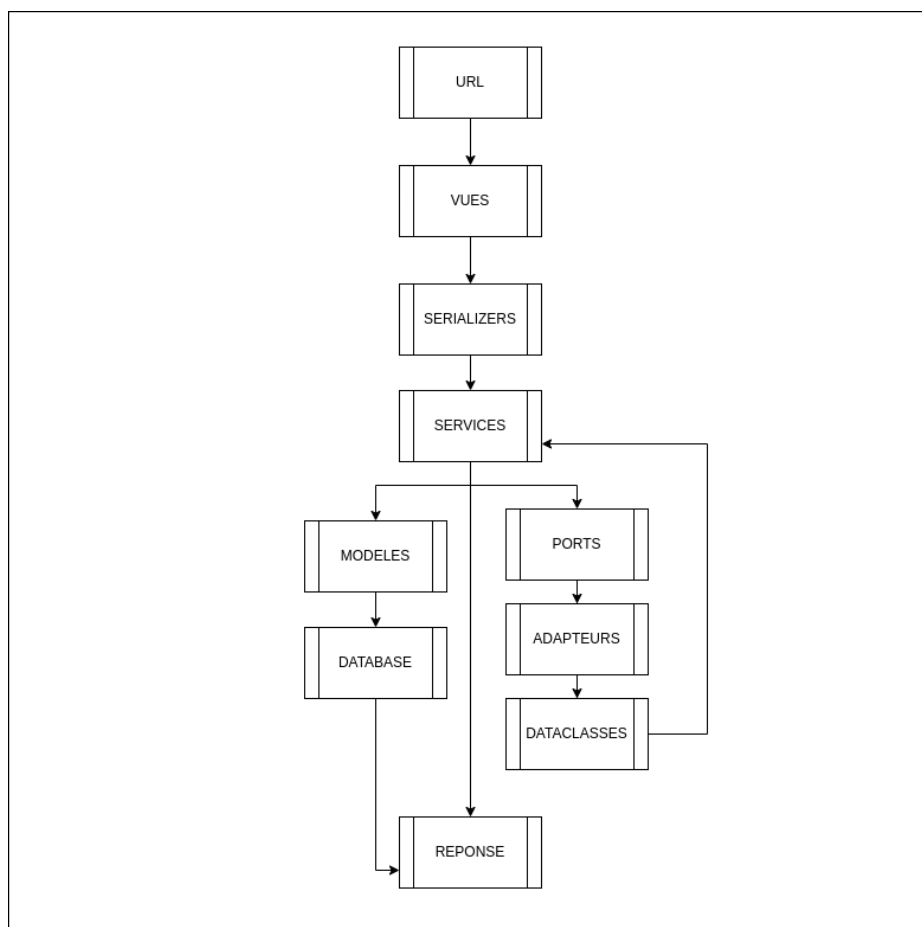 URL
VUES
SERIALIZERS
SERVICES
MODELES
PORTS
ADAPTEURS
DATABASE
DATACLASSES
REPONSE